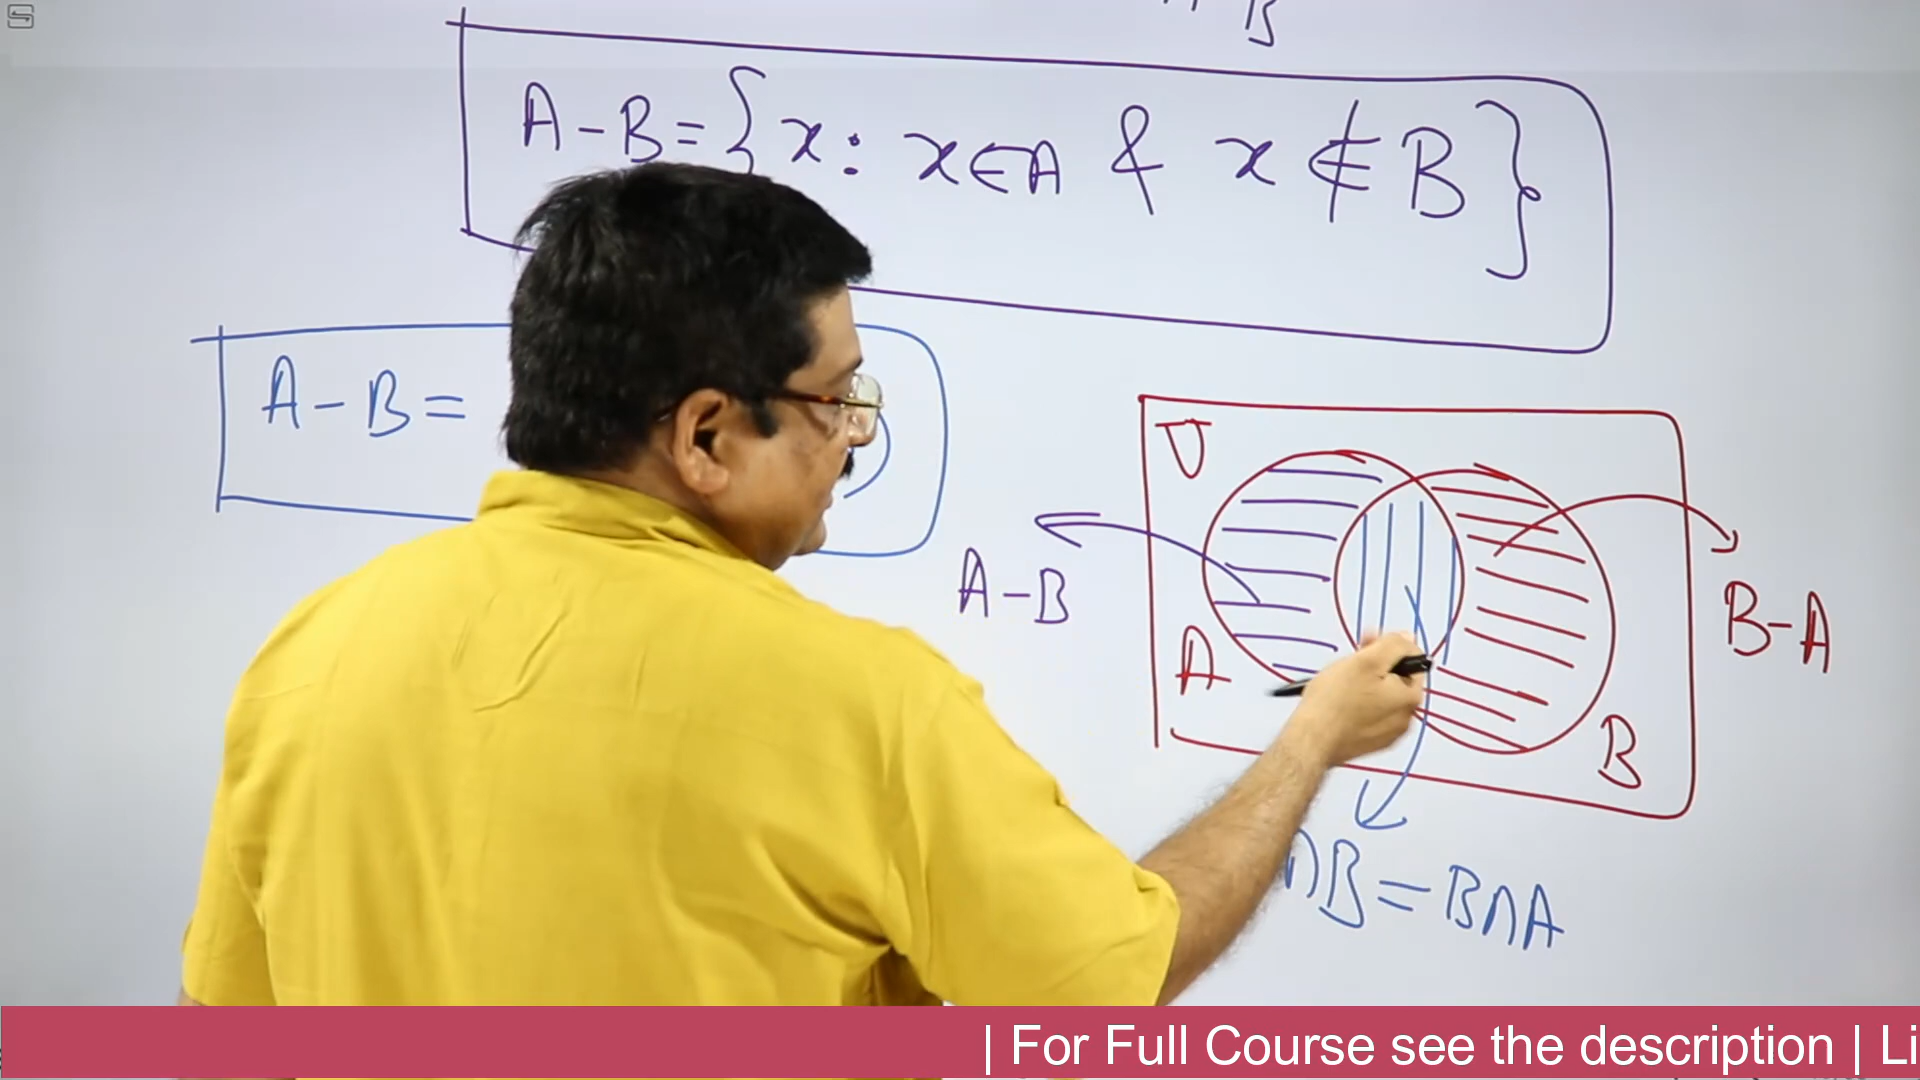 B
A-B={x: x∈A & x∉B}
A-B=
U
A-B
B-A
A
B
∩B=B∩A
| For Full Course see the description | Li